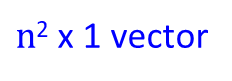 n² x 1 vector